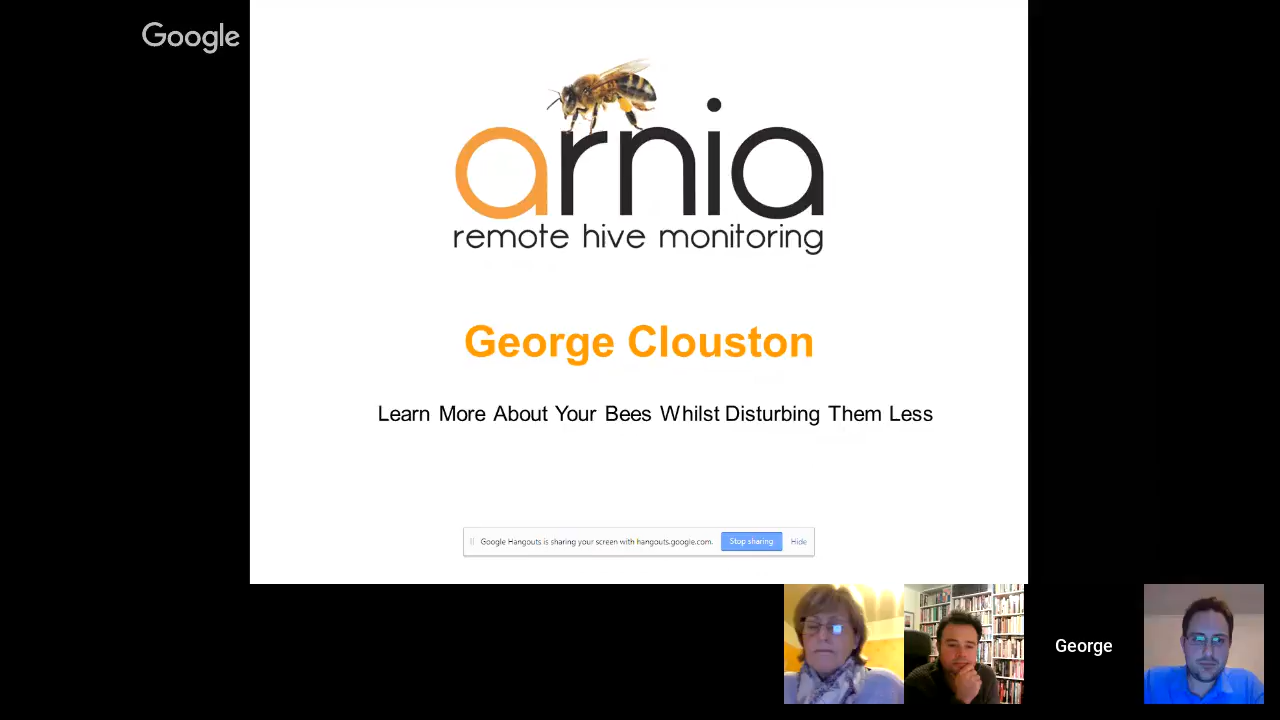 Google
arnia
remote hive monitoring
George Clouston
Learn More About Your Bees Whilst Disturbing Them Less
Google Hangouts is sharing your screen with hangouts.google.com.
Stop sharing
Hide
George